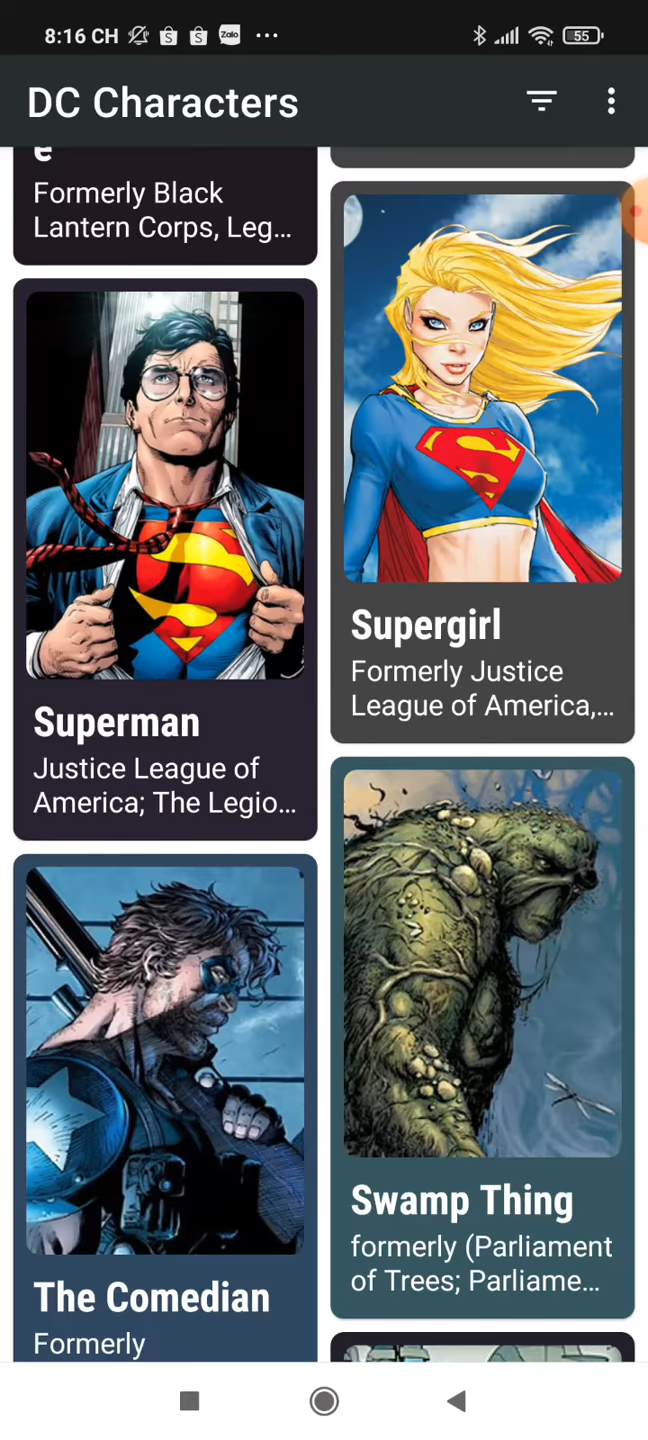 8:16 CH
Zalo
55
DC Characters
e
Formerly Black
Lantern Corps, Leg...
Superman
Justice League of
America; The Legio...
The Comedian
Formerly
Supergirl
Formerly Justice
League of America,...
Swamp Thing
formerly (Parliament
of Trees; Parliame...